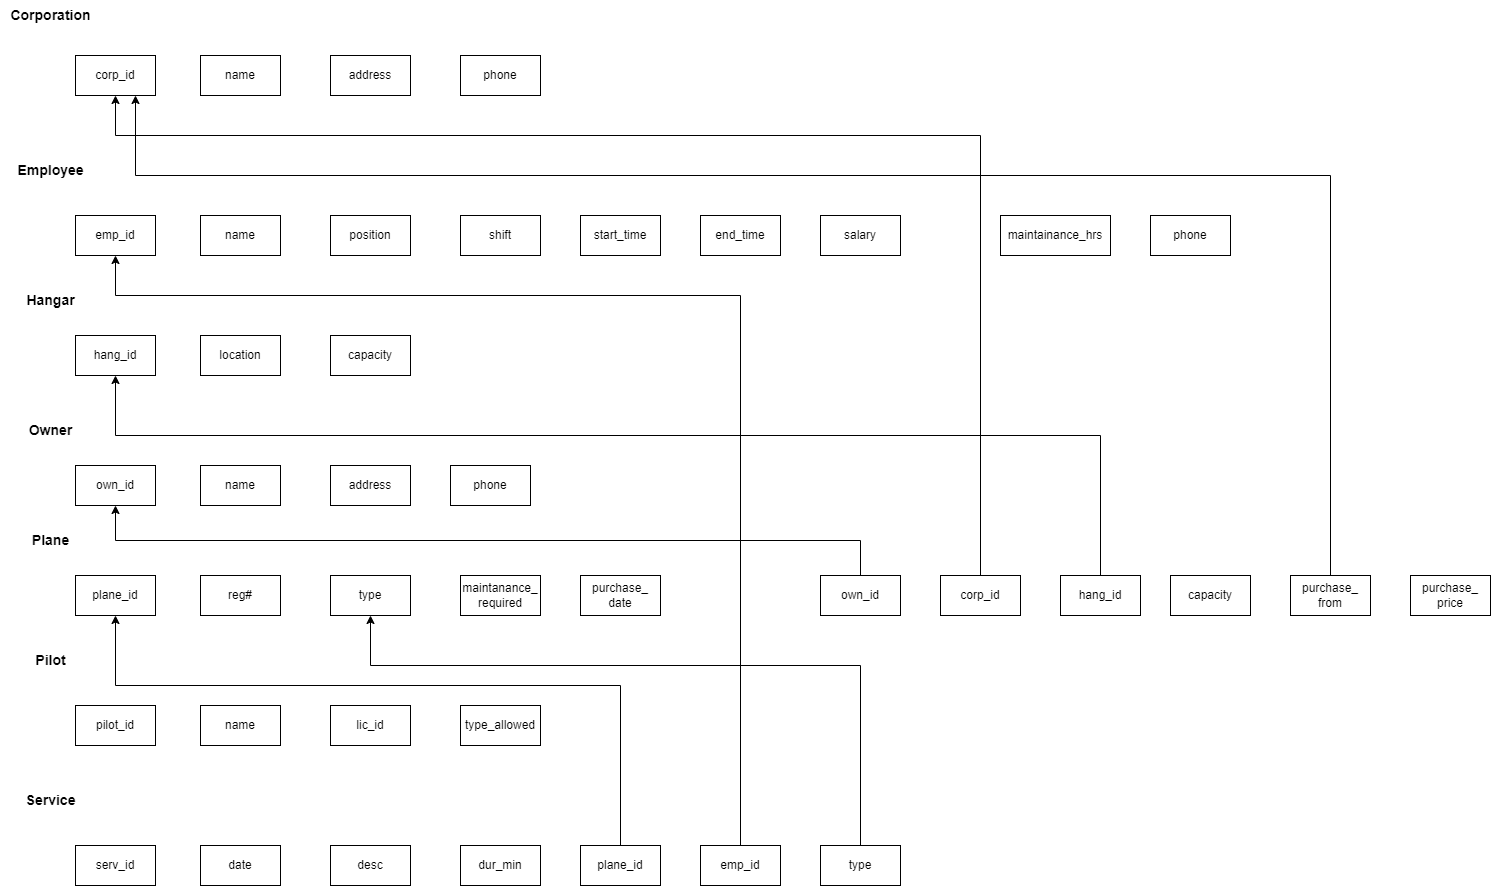 Corporation
corp_id name address phone
Employee
emp_id name position shift start_time end_time salary maintainance_hrs phone
Hangar
hang_id location capacity
Owner
own_id name address phone
Plane
plane_id reg# type maintanance_ required purchase_ date own_id corp_id hang_id capacity purchase_ from purchase_ price
Pilot
pilot_id name lic_id type_allowed
Service
serv_id date desc dur_min plane_id emp_id type